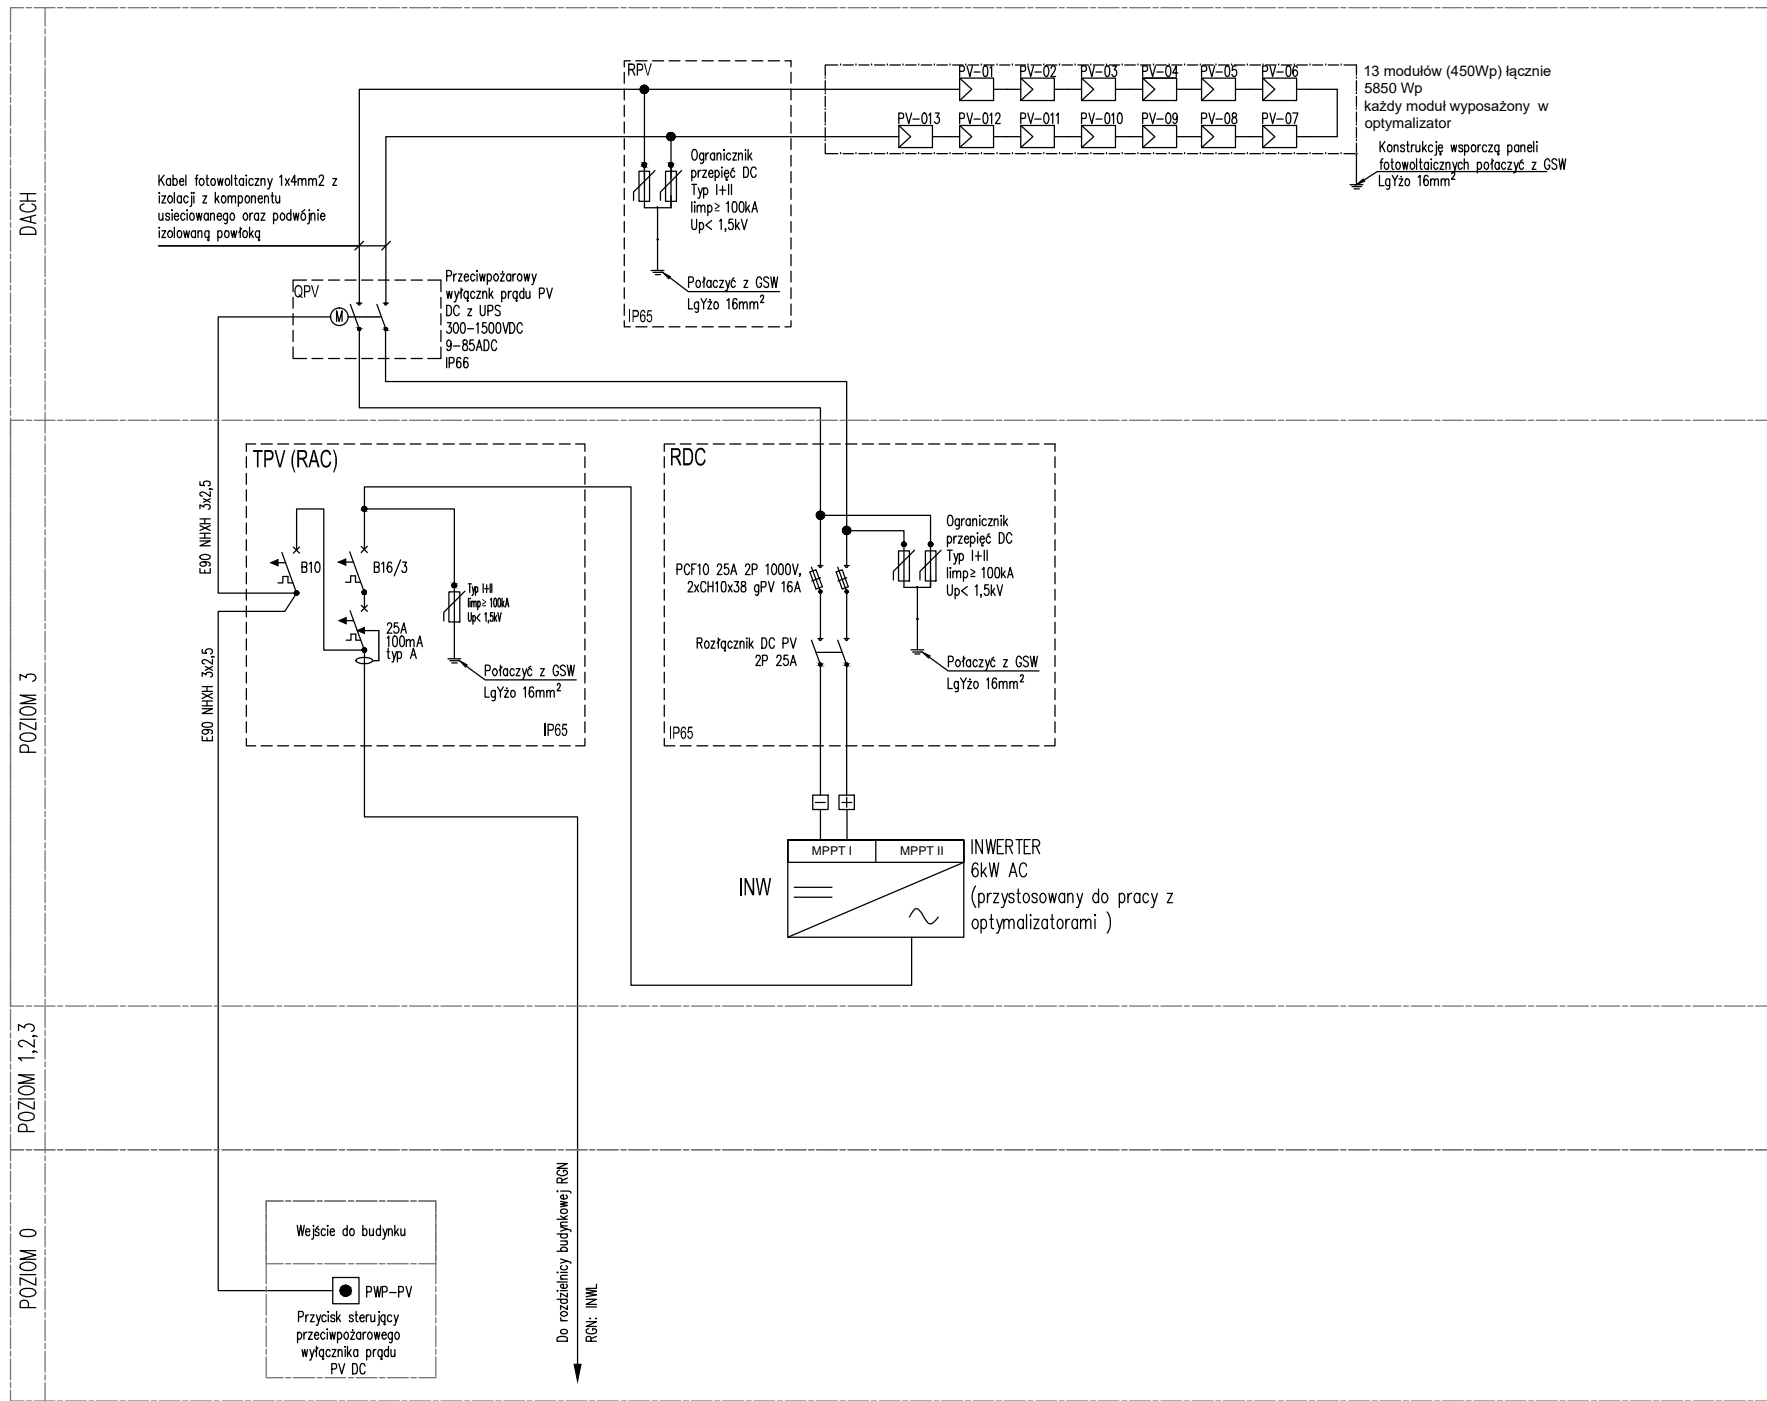 DACH
RPV
PV-01
PV-02
PV-03
PV-04
PV-05
PV-06
13 modułów (450Wp) łącznie
5850 Wp
każdy moduł wyposażony w
optymalizator
PV-013
PV-012
PV-011
PV-010
PV-09
PV-08
PV-07
Konstrukcję wsporczą paneli
fotowoltaicznych połaczyć z GSW
LgYżo 16mm²
Ogranicznik
przepięć DC
Typ I+II
Iimp≥ 100kA
Up< 1,5kV
Połaczyć z GSW
LgYżo 16mm²
IP65
Kabel fotowoltaiczny 1x4mm2 z
izolacji z komponentu
usieciowanego oraz podwójnie
izolowaną powłoką
QPV
M
Przeciwpożarowy
wyłącznk prądu PV
DC z UPS
300-1500VDC
9-85ADC
IP66
POZIOM 3
E90 NHXH 3x2,5
E90 NHXH 3x2,5
TPV (RAC)
B10
B16/3
25A
100mA
typ A
Typ I+II
Iimp≥ 100kA
Up< 1,5kV
Połaczyć z GSW
LgYżo 16mm²
IP65
RDC
PCF10 25A 2P 1000V,
2xCH10x38 gPV 16A
Rozłącznik DC PV
2P 25A
Ogranicznik
przepięć DC
Typ I+II
Iimp≥ 100kA
Up< 1,5kV
Połaczyć z GSW
LgYżo 16mm²
IP65
MPPT I
MPPT II
INW
INWERTER
6kW AC
(przystosowany do pracy z
optymalizatorami )
POZIOM 1,2,3
POZIOM 0
Wejście do budynku
PWP-PV
Przycisk sterujący
przeciwpożarowego
wyłącznika prądu
PV DC
Do rozdzielnicy budynkowej RGN
RGN: INWL